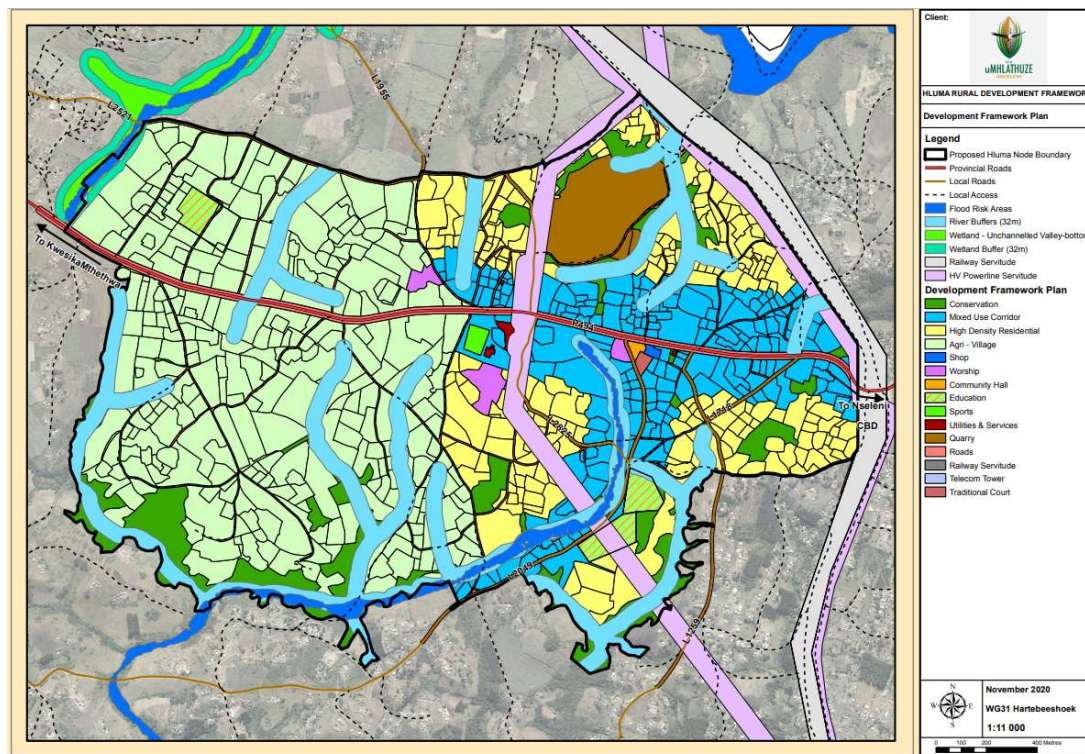 Client:
uMHLATHUZE
HLUMA RURAL DEVELOPMENT FRAMEWORK
Development Framework Plan
Legend
Proposed Hluma Node Boundary
Provincial Roads
Local Roads
Local Access
Flood Risk Areas
River Buffers (32m)
Wetland - Unchannelled Valley-bottom
Wetland Buffer (32m)
Railway Servitude
HV Powerline Servitude
Development Framework Plan
Conservation
Mixed Use Corridor
High Density Residential
Agri - Village
Shop
Worship
Community Hall
Education
Sports
Utilities & Services
Quarry
Roads
Railway Servitude
Telecom Tower
Traditional Court
N
W E
S
November 2020
WG31 Hartebeeshoek
1:11 000
0 100 200 400 Metres
L1955
L2521
To KwesikaMthethwa
P494
To Nseleni
CBD
L2825
L2049
L1259